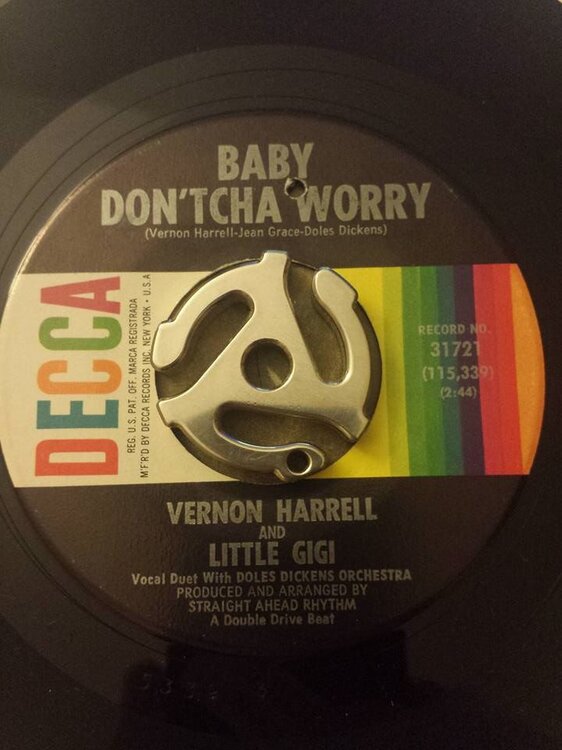 BABY
DON'TCHA WORRY
(Vernon Harrell-Jean Grace-Doles Dickens)
DECCA
REG. U.S. PAT. OFF. MARCA REGISTRADA
M'F'R'D BY DECCA RECORDS INC. NEW YORK • U.S.A
RECORD NO.
31721
(115,339)
(2:44)
VERNON HARRELL
AND
LITTLE GIGI
Vocal Duet With DOLES DICKENS ORCHESTRA
PRODUCED AND ARRANGED BY
STRAIGHT AHEAD RHYTHM
A Double Drive Beat